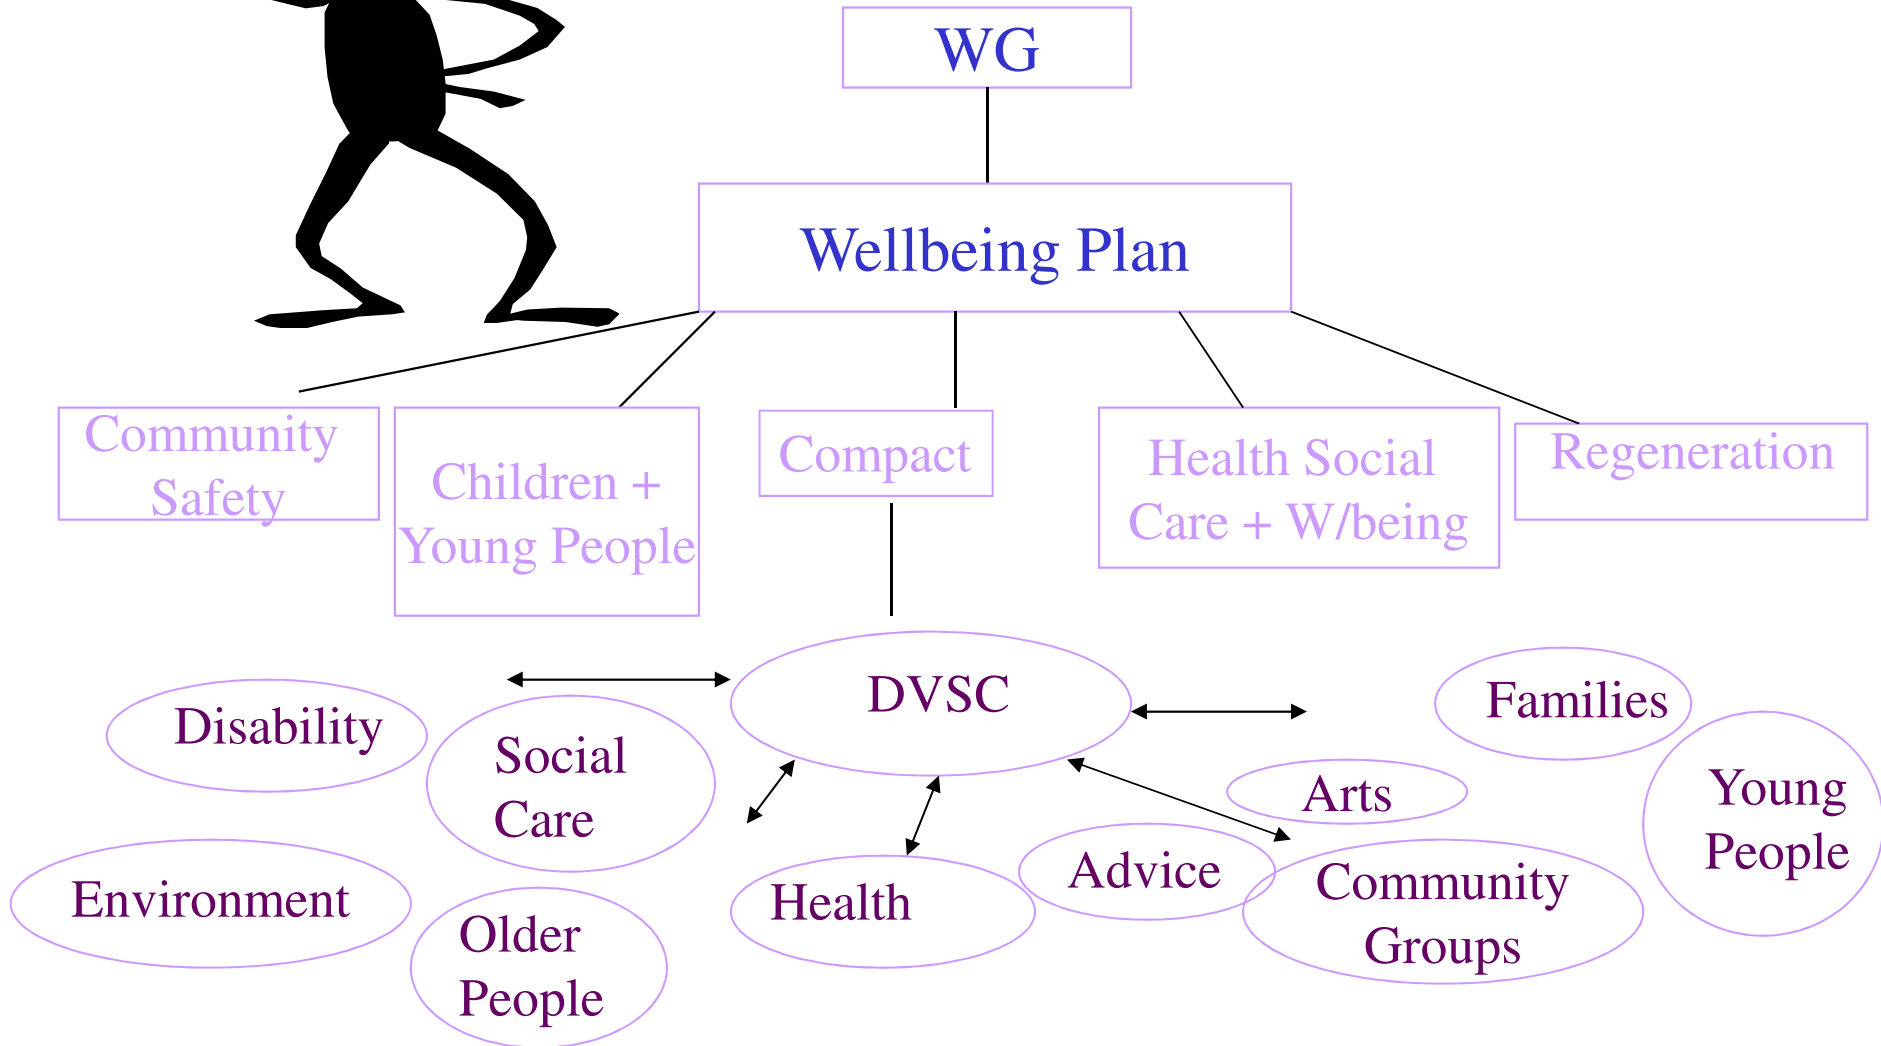 WG
Wellbeing Plan
Community
Safety
Children +
Young People
Compact
Health Social
Care + W/being
Regeneration
DVSC
Disability
Social
Care
Families
Arts
Young
People
Environment
Older
People
Health
Advice
Community
Groups